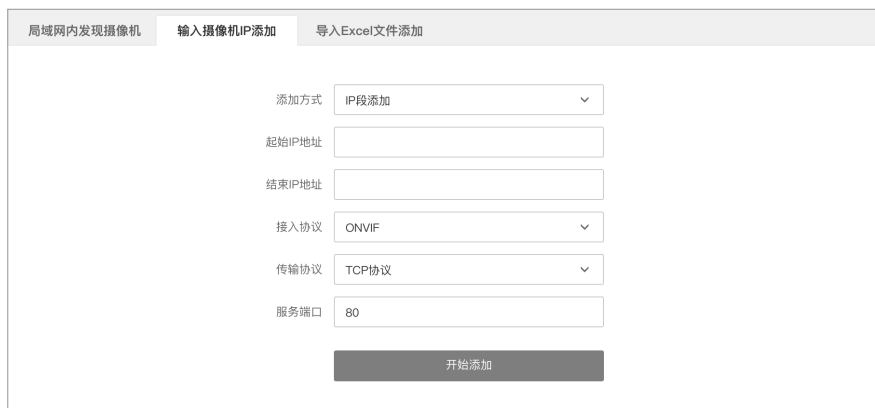 局域网内发现摄像机 输入摄像机IP添加 导入Excel文件添加
添加方式 IP段添加
起始IP地址
结束IP地址
接入协议 ONVIF
传输协议 TCP协议
服务端口 80
开始添加